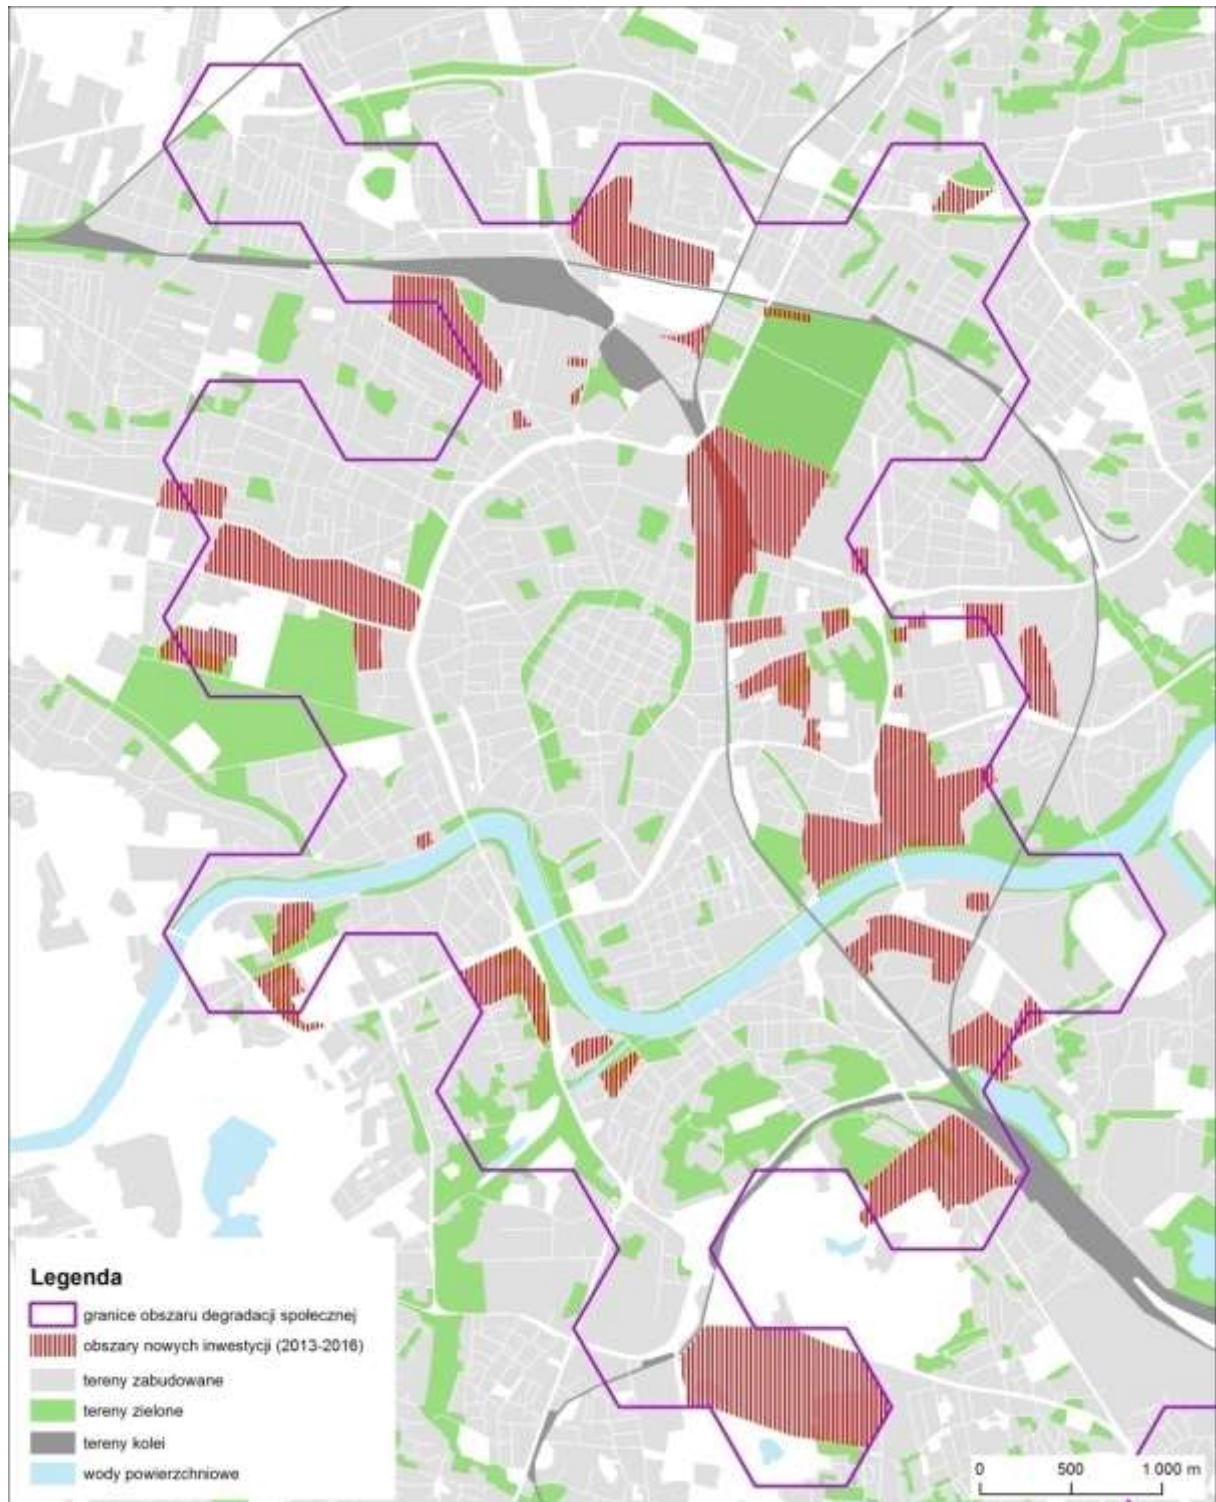 Legenda
granice obszaru degradacji społecznej
obszary nowych inwestycji (2013-2016)
tereny zabudowane
tereny zielone
tereny kolei
wody powierzchniowe
0 500 1 000 m